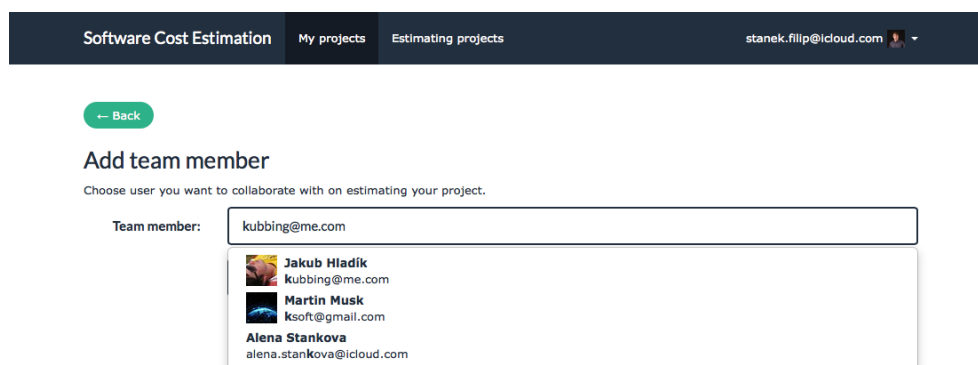 Software Cost Estimation My projects Estimating projects stanek.filip@icloud.com
← Back
Add team member
Choose user you want to collaborate with on estimating your project.
Team member: kubbing@me.com
Jakub Hladík
kubbing@me.com
Martin Musk
ksoft@gmail.com
Alena Stankova
alena.stankova@icloud.com